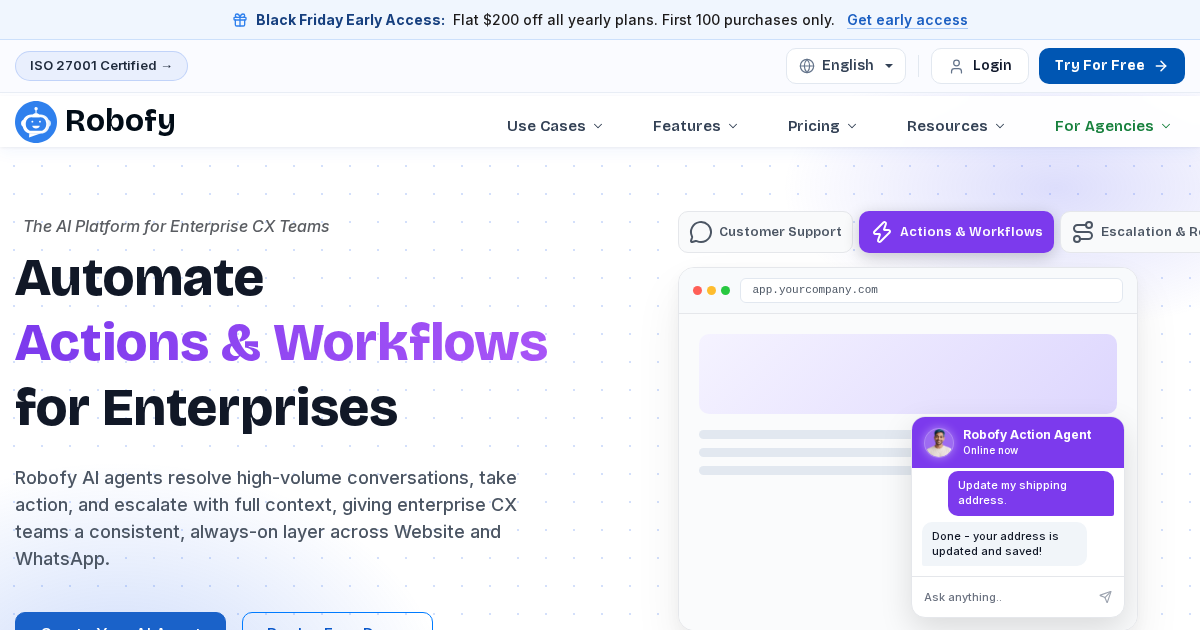 Black Friday Early Access: Flat $200 off all yearly plans. First 100 purchases only. Get early access
ISO 27001 Certified →
English
Login
Try For Free
Robofy
Use Cases
Features
Pricing
Resources
For Agencies
The AI Platform for Enterprise CX Teams
Automate
Actions & Workflows
for Enterprises
Robofy AI agents resolve high-volume conversations, take
action, and escalate with full context, giving enterprise CX
teams a consistent, always-on layer across Website and
WhatsApp.
Customer Support
Actions & Workflows
Escalation &
app.yourcompany.com
Robofy Action Agent
Online now
Update my shipping
address.
Done - your address is
updated and saved!
Ask anything..